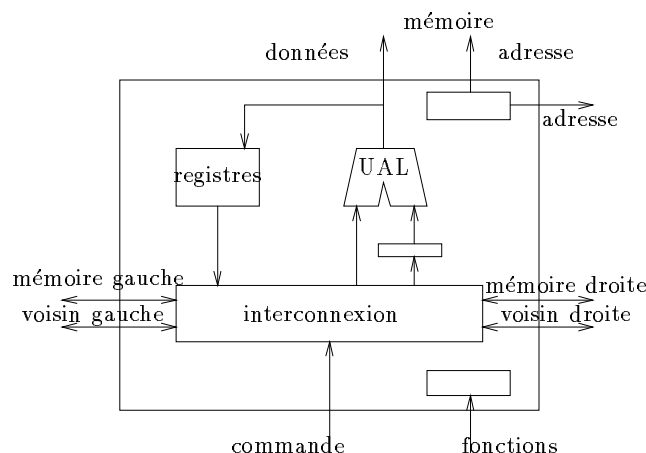 mémoire
données
adresse
adresse
UAL
registres
mémoire gauche
mémoire droite
voisin gauche
interconnexion
voisin droite
commande
fonctions